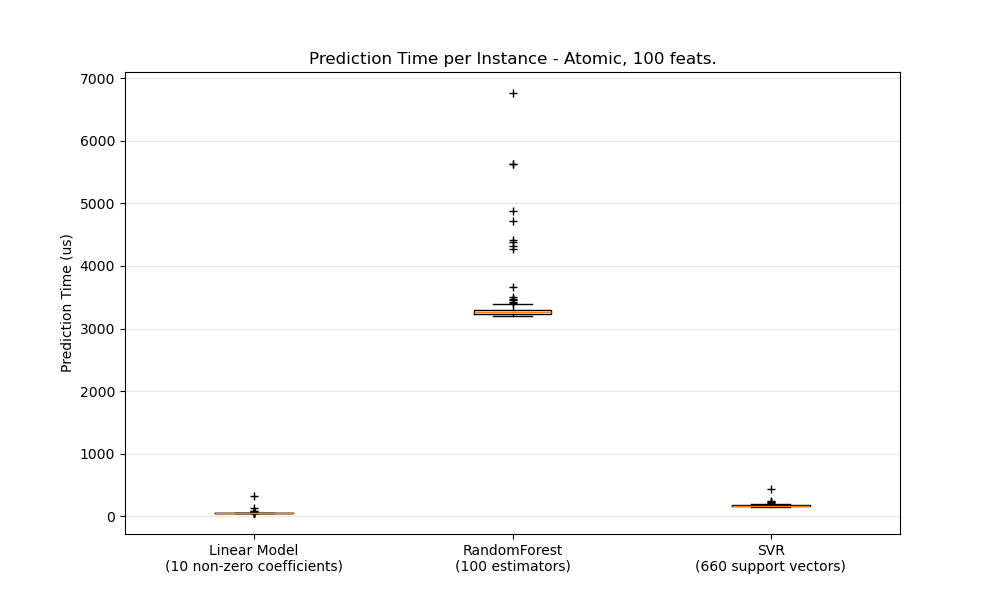 Prediction Time per Instance - Atomic, 100 feats.
7000
6000
5000
4000
3000
2000
1000
0
Prediction Time (us)
Linear Model
(10 non-zero coefficients)
RandomForest
(100 estimators)
SVR
(660 support vectors)